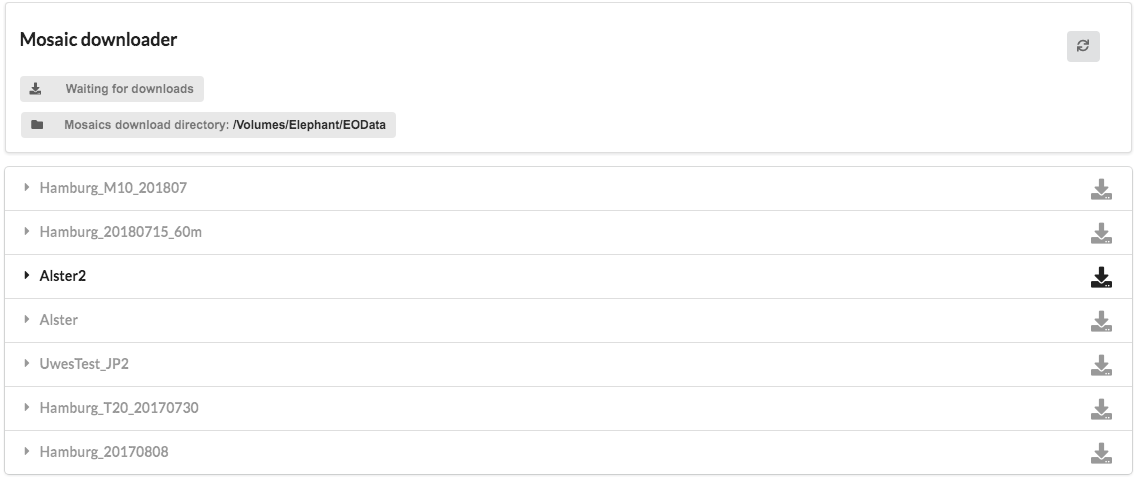 Mosaic downloader
Waiting for downloads
Mosaics download directory: /Volumes/Elephant/EOData
Hamburg_M10_201807
Hamburg_20180715_60m
Alster2
Alster
UwesTest_JP2
Hamburg_T20_20170730
Hamburg_20170808